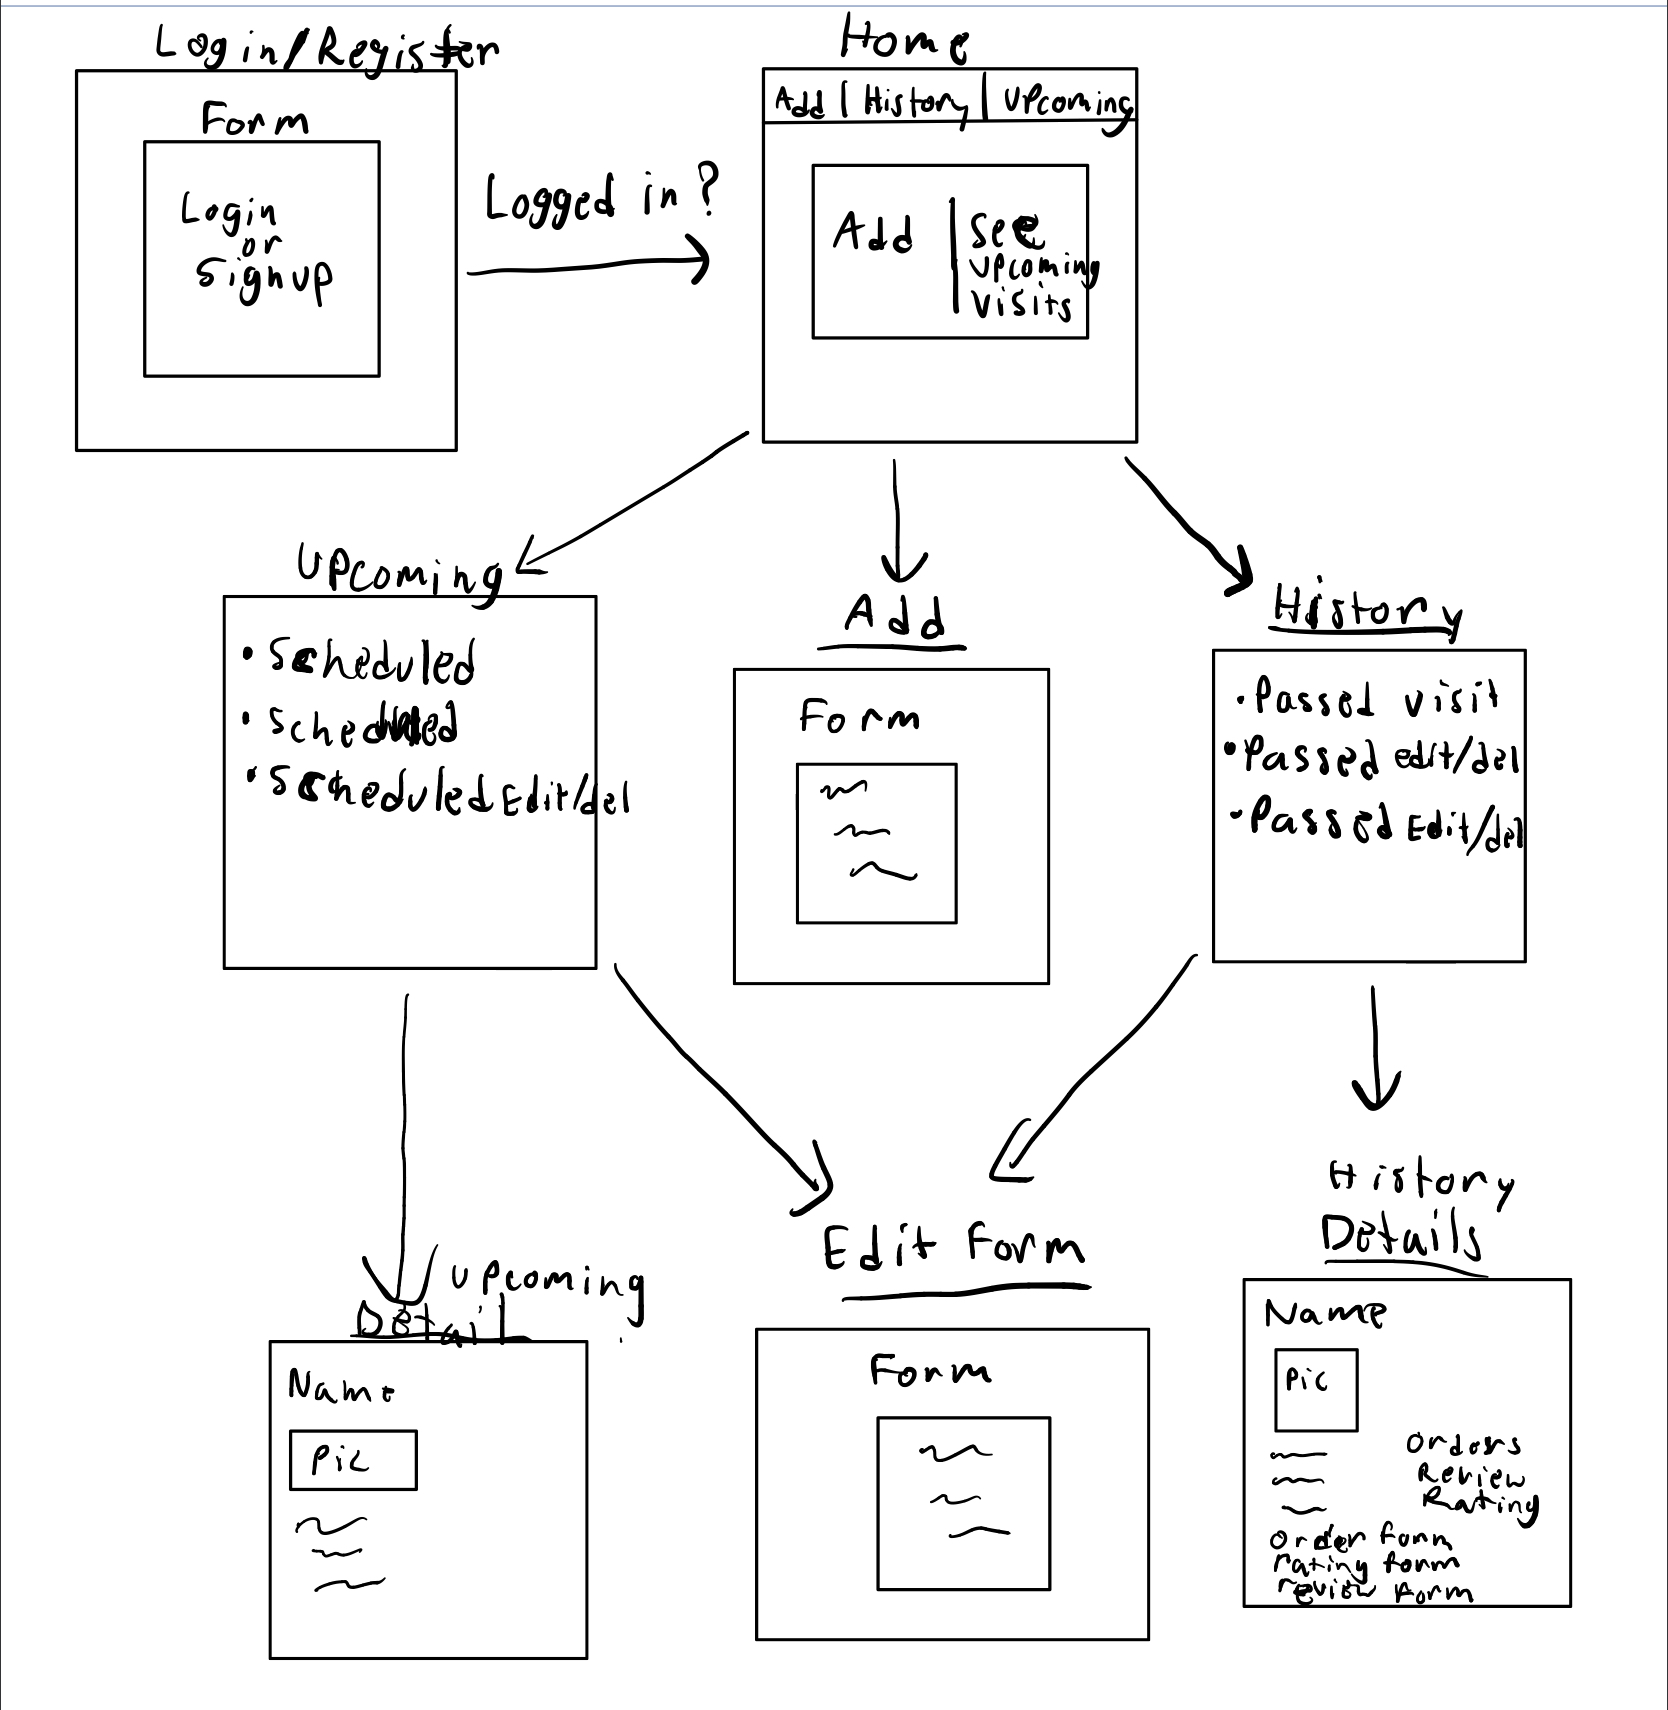 Login/Register
Form
Login
or
Signup
Logged in?
Home
Add | History | Upcoming
Add | See
Upcoming
Visits
Upcoming
• Scheduled
• Scheduled
• Scheduled Edit/del
Add
Form
History
• Passed visit
• Passed edit/del
• Passed Edit/del
Upcoming
Detail
Name
Pic
Edit Form
Form
History
Details
Name
Pic
Orders
Review
Rating
Order form
rating form
review form